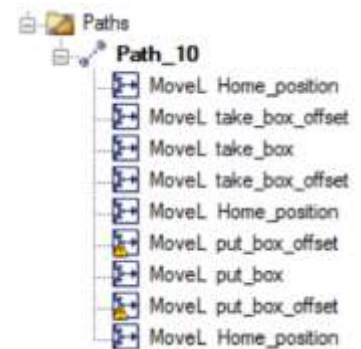 Paths
Path_10
MoveL Home_position
MoveL take_box_offset
MoveL take_box
MoveL take_box_offset
MoveL Home_position
MoveL put_box_offset
MoveL put_box
MoveL put_box_offset
MoveL Home_position